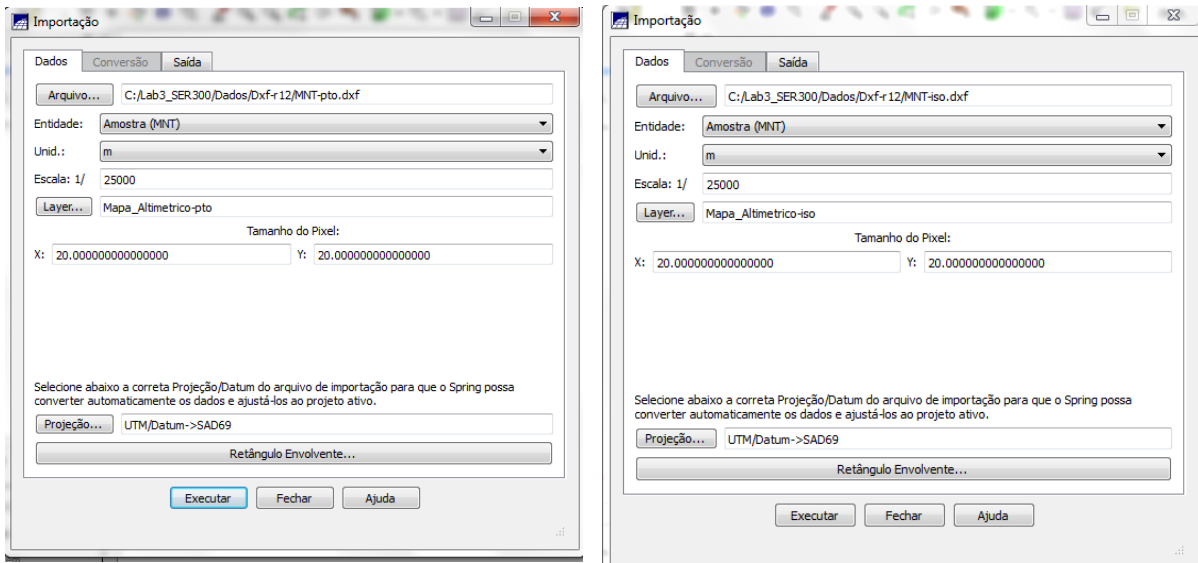 Importação
Dados Conversão Saída
Arquivo... C:/Lab3_SER300/Dados/Dxf-r12/MNT-pto.dxf
Entidade: Amostra (MNT)
Unid.: m
Escala: 1/ 25000
Layer... Mapa_Altimetrico-pto
Tamanho do Pixel:
X: 20.000000000000000 Y: 20.000000000000000
Selecione abaixo a correta Projeção/Datum do arquivo de importação para que o Spring possa
converter automaticamente os dados e ajustá-los ao projeto ativo.
Projeção... UTM/Datum->SAD69
Retângulo Envolvente...
Executar Fechar Ajuda
Importação
Dados Conversão Saída
Arquivo... C:/Lab3_SER300/Dados/Dxf-r12/MNT-iso.dxf
Entidade: Amostra (MNT)
Unid.: m
Escala: 1/ 25000
Layer... Mapa_Altimetrico-iso
Tamanho do Pixel:
X: 20.000000000000000 Y: 20.000000000000000
Selecione abaixo a correta Projeção/Datum do arquivo de importação para que o Spring possa
converter automaticamente os dados e ajustá-los ao projeto ativo.
Projeção... UTM/Datum->SAD69
Retângulo Envolvente...
Executar Fechar Ajuda